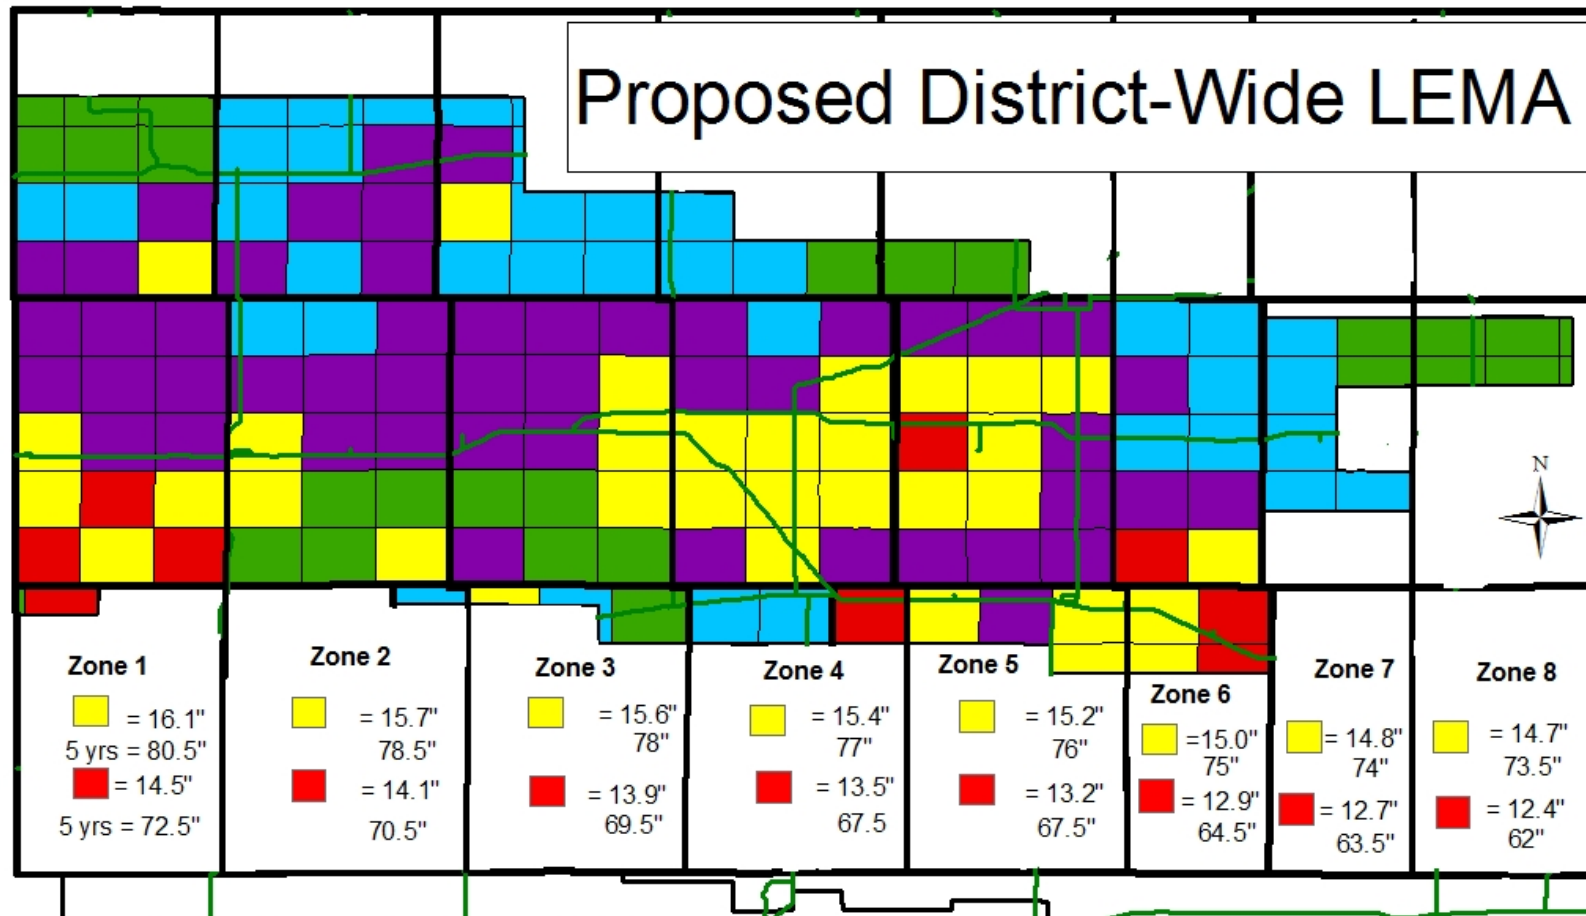 Proposed District-Wide LEMA
N
Zone 1
= 16.1"
5 yrs = 80.5"
= 14.5"
5 yrs = 72.5"
Zone 2
= 15.7"
78.5"
= 14.1"
70.5"
Zone 3
= 15.6"
78"
= 13.9"
69.5"
Zone 4
= 15.4"
77"
= 13.5"
67.5
Zone 5
= 15.2"
76"
= 13.2"
67.5"
Zone 6
=15.0"
75"
= 12.9"
64.5"
Zone 7
= 14.8"
74"
= 12.7"
63.5"
Zone 8
= 14.7"
73.5"
= 12.4"
62"